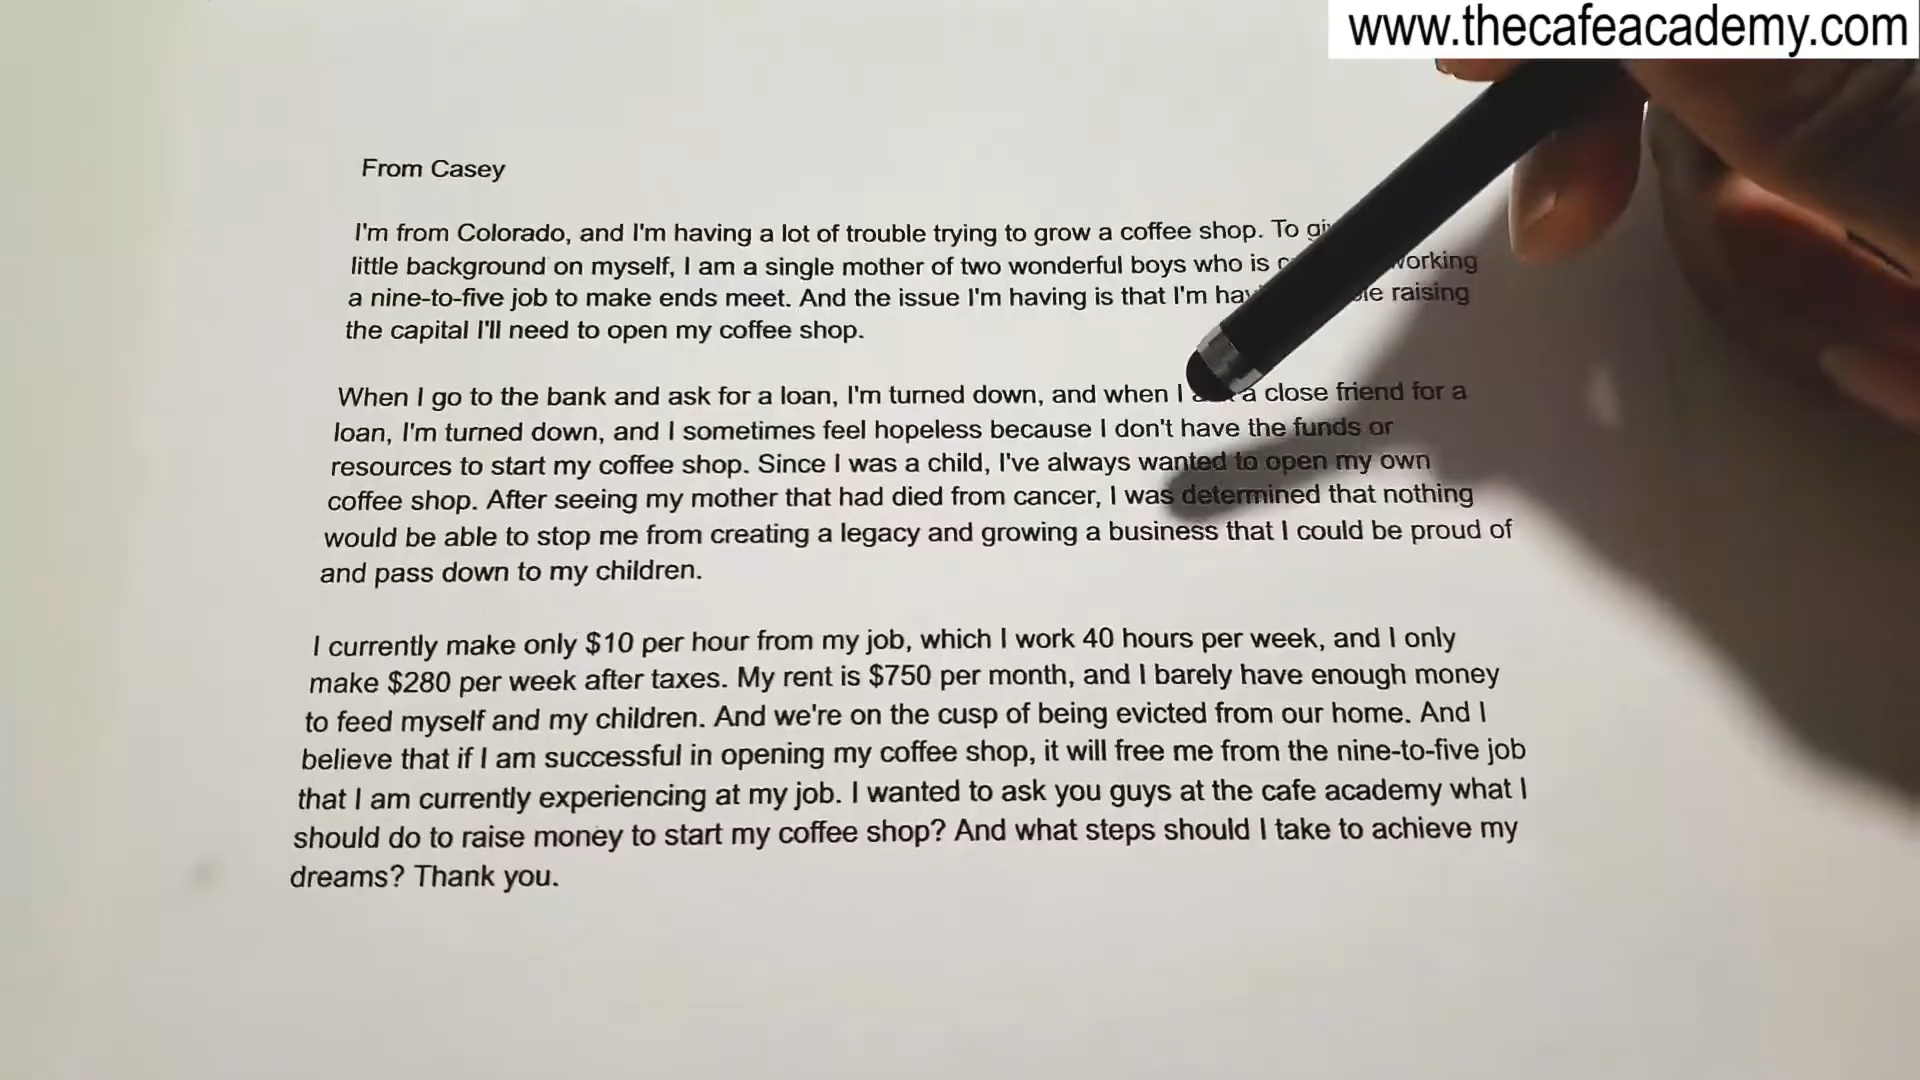 www.thecafeacademy.com
From Casey
I'm from Colorado, and I'm having a lot of trouble trying to grow a coffee shop. To
little background on myself, I am a single mother of two wonderful boys who is working
a nine-to-five job to make ends meet. And the issue I'm having is that I'm raising
the capital I'll need to open my coffee shop.
When I go to the bank and ask for a loan, I'm turned down, and when I a close friend for a
loan, I'm turned down, and I sometimes feel hopeless because I don't have the funds or
resources to start my coffee shop. Since I was a child, I've always wanted to open my own
coffee shop. After seeing my mother that had died from cancer, I was determined that nothing
would be able to stop me from creating a legacy and growing a business that I could be proud of
and pass down to my children.
I currently make only $10 per hour from my job, which I work 40 hours per week, and I only
make $280 per week after taxes. My rent is $750 per month, and I barely have enough money
to feed myself and my children. And we're on the cusp of being evicted from our home. And I
believe that if I am successful in opening my coffee shop, it will free me from the nine-to-five job
that I am currently experiencing at my job. I wanted to ask you guys at the cafe academy what I
should do to raise money to start my coffee shop? And what steps should I take to achieve my
dreams? Thank you.